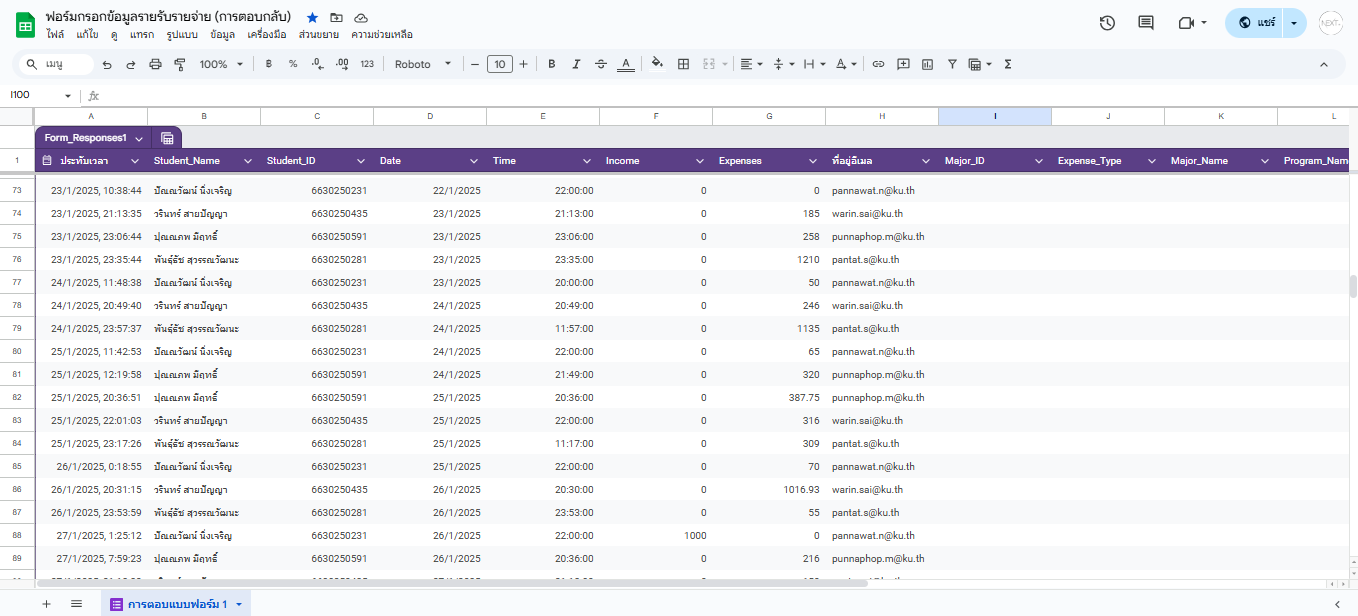 ฟอร์มกรอกข้อมูลรายรับรายจ่าย (การตอบกลับ)
ไฟล์ แก้ไข ดู แทรก รูปแบบ ข้อมูล เครื่องมือ ส่วนขยาย ความช่วยเหลือ
แชร์
NEXT
เมนู 100% ฿ % .0 .00 123 Roboto 10 B I S A Σ
I100 fx
A B C D E F G H I J K L
Form_Responses1
1 ประทับเวลา Student_Name Student_ID Date Time Income Expenses ที่อยู่อีเมล Major_ID Expense_Type Major_Name Program_Name
73 23/1/2025, 10:38:44 ปัณณวัฒน์ นิ่งเจริญ 6630250231 22/1/2025 22:00:00 0 0 pannawat.n@ku.th
74 23/1/2025, 21:13:35 วรินทร์ สายปัญญา 6630250435 23/1/2025 21:13:00 0 185 warin.sai@ku.th
75 23/1/2025, 23:06:44 ปุณณภพ มีฤทธิ์ 6630250591 23/1/2025 23:06:00 0 258 punnaphop.m@ku.th
76 23/1/2025, 23:35:44 พันธุ์ธัช สุวรรณวัฒนะ 6630250281 23/1/2025 23:35:00 0 1210 pantat.s@ku.th
77 24/1/2025, 11:48:38 ปัณณวัฒน์ นิ่งเจริญ 6630250231 23/1/2025 20:00:00 0 50 pannawat.n@ku.th
78 24/1/2025, 20:49:40 วรินทร์ สายปัญญา 6630250435 24/1/2025 20:49:00 0 246 warin.sai@ku.th
79 24/1/2025, 23:57:37 พันธุ์ธัช สุวรรณวัฒนะ 6630250281 24/1/2025 11:57:00 0 1135 pantat.s@ku.th
80 25/1/2025, 11:42:53 ปัณณวัฒน์ นิ่งเจริญ 6630250231 24/1/2025 22:00:00 0 65 pannawat.n@ku.th
81 25/1/2025, 12:19:58 ปุณณภพ มีฤทธิ์ 6630250591 24/1/2025 21:49:00 0 320 punnaphop.m@ku.th
82 25/1/2025, 20:36:51 ปุณณภพ มีฤทธิ์ 6630250591 25/1/2025 20:36:00 0 387.75 punnaphop.m@ku.th
83 25/1/2025, 22:01:03 วรินทร์ สายปัญญา 6630250435 25/1/2025 22:00:00 0 316 warin.sai@ku.th
84 25/1/2025, 23:17:26 พันธุ์ธัช สุวรรณวัฒนะ 6630250281 25/1/2025 11:17:00 0 309 pantat.s@ku.th
85 26/1/2025, 0:18:55 ปัณณวัฒน์ นิ่งเจริญ 6630250231 25/1/2025 22:00:00 0 70 pannawat.n@ku.th
86 26/1/2025, 20:31:15 วรินทร์ สายปัญญา 6630250435 26/1/2025 20:30:00 0 1016.93 warin.sai@ku.th
87 26/1/2025, 23:53:59 พันธุ์ธัช สุวรรณวัฒนะ 6630250281 26/1/2025 23:53:00 0 55 pantat.s@ku.th
88 27/1/2025, 1:25:12 ปัณณวัฒน์ นิ่งเจริญ 6630250231 26/1/2025 22:00:00 1000 0 pannawat.n@ku.th
89 27/1/2025, 7:59:23 ปุณณภพ มีฤทธิ์ 6630250591 26/1/2025 20:36:00 0 216 punnaphop.m@ku.th
การตอบแบบฟอร์ม 1